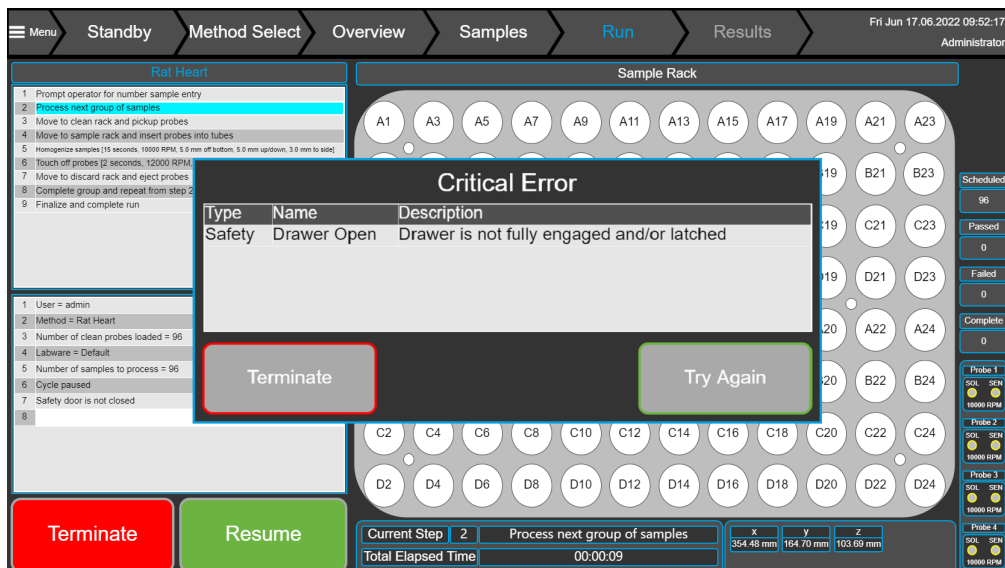 Menu
Standby
Method Select
Overview
Samples
Run
Results
Fri Jun 17.06.2022 09:52:17
Administrator
Rat Heart
1 Prompt operator for number sample entry
2 Process next group of samples
3 Move to clean rack and pickup probes
4 Move to sample rack and insert probes into tubes
5 Homogenize samples [15 seconds, 10000 RPM, 5.0 mm off bottom, 5.0 mm up/down, 3.0 mm to side]
6 Touch off probes [2 seconds, 12000 RPM,
7 Move to discard rack and eject probes
8 Complete group and repeat from step 2
9 Finalize and complete run
1 User = admin
2 Method = Rat Heart
3 Number of clean probes loaded = 96
4 Labware = Default
5 Number of samples to process = 96
6 Cycle paused
7 Safety door is not closed
8
Terminate
Resume
Sample Rack
A1 A3 A5 A7 A9 A11 A13 A15 A17 A19 A21 A23
19 B21 B23
19 C21 C23
19 D21 D23
20 A22 A24
20 B22 B24
C2 C4 C6 C8 C10 C12 C14 C16 C18 C20 C22 C24
D2 D4 D6 D8 D10 D12 D14 D16 D18 D20 D22 D24
Critical Error
Type Name Description
Safety Drawer Open Drawer is not fully engaged and/or latched
Terminate
Try Again
Current Step 2 Process next group of samples
Total Elapsed Time 00:00:09
x y z
354.48 mm 164.70 mm 103.69 mm
Scheduled
96
Passed
0
Failed
0
Complete
0
Probe 1
SOL SEN
10000 RPM
Probe 2
SOL SEN
10000 RPM
Probe 3
SOL SEN
10000 RPM
Probe 4
SOL SEN
10000 RPM